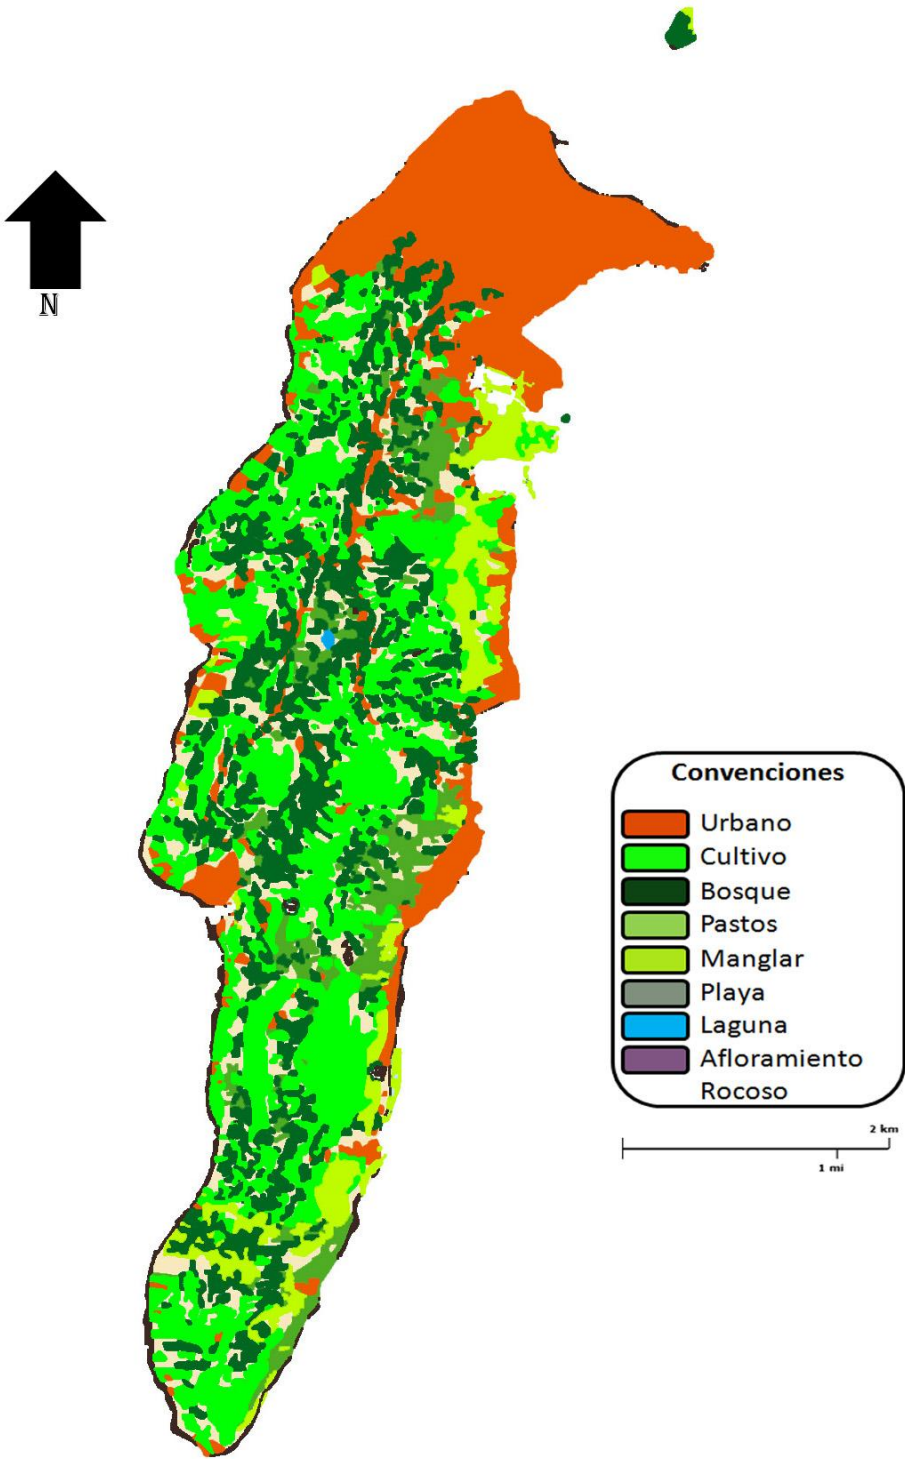 N
Convenciones
Urbano
Cultivo
Bosque
Pastos
Manglar
Playa
Laguna
Afloramiento
Rocoso
2 km
1 mi